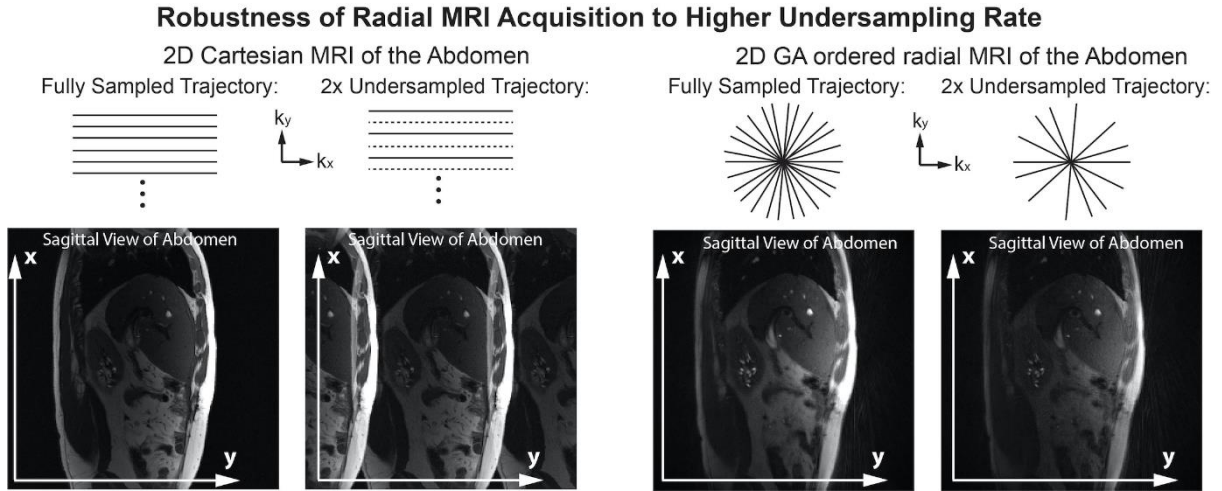 Robustness of Radial MRI Acquisition to Higher Undersampling Rate
2D Cartesian MRI of the Abdomen
Fully Sampled Trajectory:
2x Undersampled Trajectory:
ky
kx
Sagittal View of Abdomen
x
y
Sagittal View of Abdomen
x
y
2D GA ordered radial MRI of the Abdomen
Fully Sampled Trajectory:
2x Undersampled Trajectory:
ky
kx
Sagittal View of Abdomen
x
y
Sagittal View of Abdomen
x
y